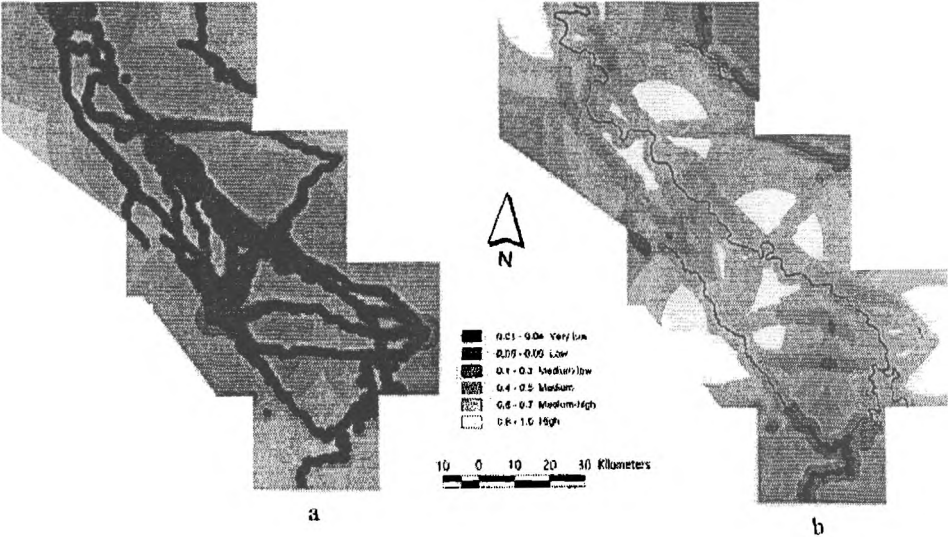 N
0.01 - 0.04 Very low
0.05 - 0.09 Low
0.1 - 0.3 Medium-low
0.4 - 0.5 Medium
0.6 - 0.7 Medium-high
0.8 - 1.0 High
10 0 10 20 30 Kilometers
a
b